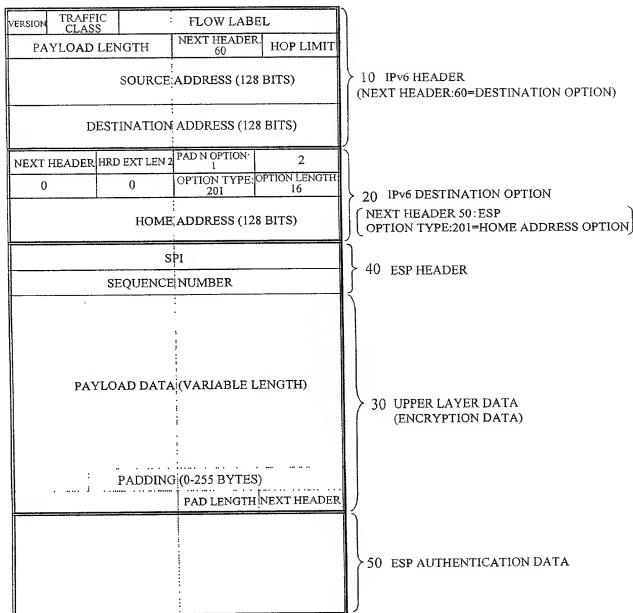 VERSION TRAFFIC CLASS FLOW LABEL
PAYLOAD LENGTH NEXT HEADER: 60 HOP LIMIT
SOURCE ADDRESS (128 BITS)
DESTINATION ADDRESS (128 BITS)
10 IPv6 HEADER
(NEXT HEADER:60=DESTINATION OPTION)
NEXT HEADER HRD EXT LEN 2 PAD N OPTION: 1 2
0 0 OPTION TYPE: 201 OPTION LENGTH: 16
HOME ADDRESS (128 BITS)
20 IPv6 DESTINATION OPTION
NEXT HEADER 50:ESP
OPTION TYPE:201=HOME ADDRESS OPTION
SPI
SEQUENCE NUMBER
40 ESP HEADER
PAYLOAD DATA (VARIABLE LENGTH)
PADDING (0-255 BYTES)
PAD LENGTH NEXT HEADER
30 UPPER LAYER DATA
(ENCRYPTION DATA)
50 ESP AUTHENTICATION DATA